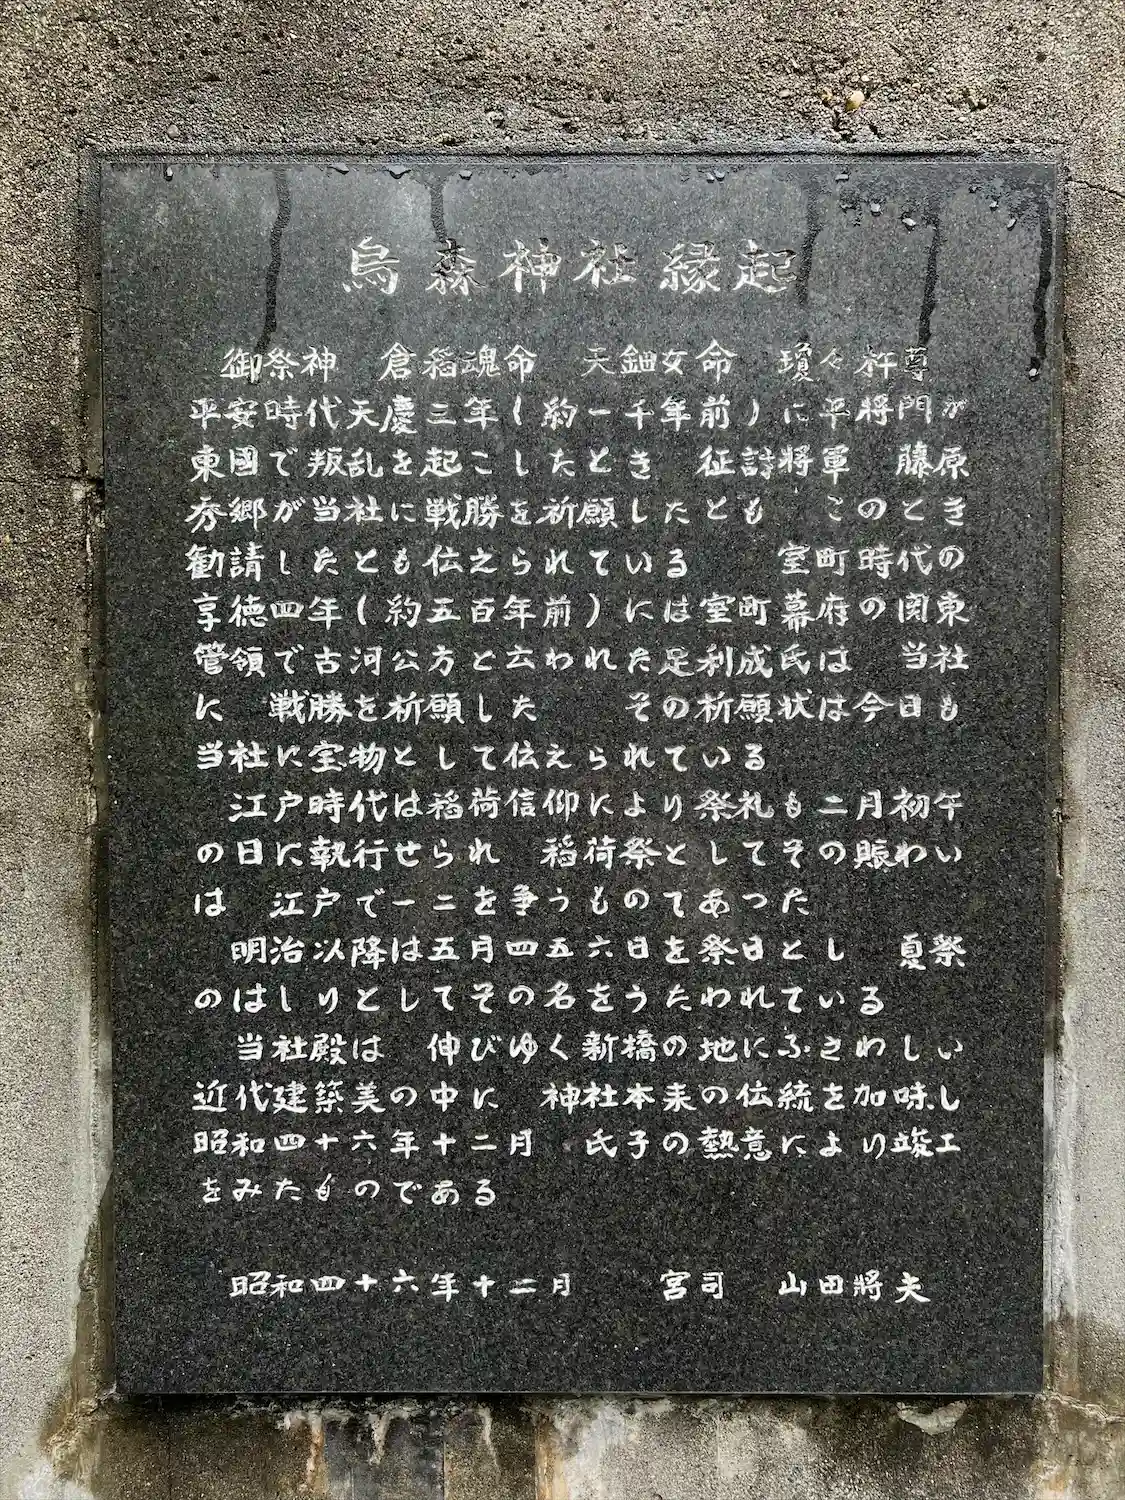 烏森神社縁起
御祭神　倉稲魂命　天鈿女命　瓊々杵尊
平安時代天慶三年(約一千年前)に平將門が
東國で叛乱を起こしたとき　征討將軍　藤原
秀郷が当社に戦勝を祈願したとも　このとき
勧請したとも伝えられている　　室町時代の
享徳四年(約五百年前)には室町幕府の関東
管領で古河公方と云われた足利成氏は　当社
に　戦勝を祈願した　　その祈願状は今日も
当社に宝物として伝えられている
江戸時代は稲荷信仰により祭礼も二月初午
の日に執行せられ　稲荷祭としてその賑わい
は　江戸で一二を争うものであつた
明治以降は五月四五六日を祭日とし　夏祭
のはしりとしてその名をうたわれている
当社殿は　伸びゆく新橋の地にふさわしい
近代建築美の中に　神社本来の伝統を加味し
昭和四十六年十二月　氏子の熱意により竣工
をみたものである
昭和四十六年十二月　　宮司　山田將夫